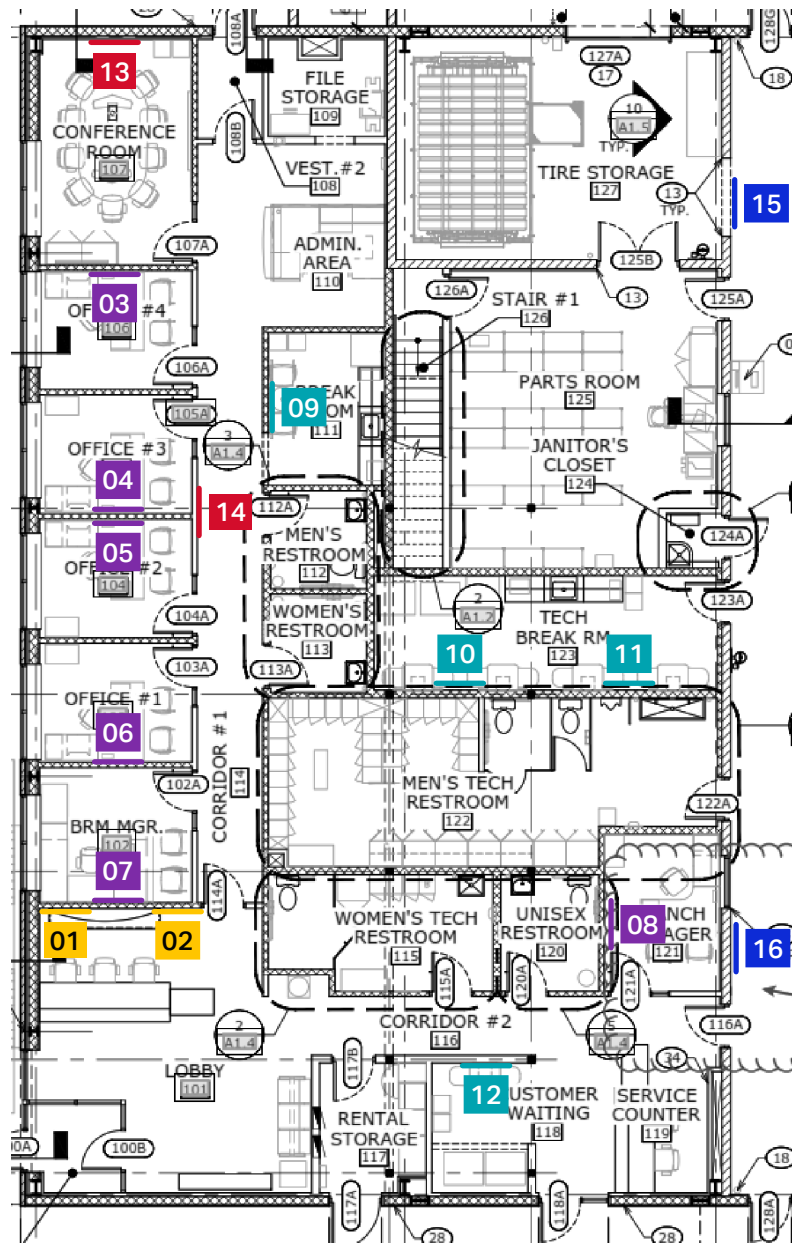 108A
128G
13
127A
17
18
FILE
STORAGE
109
10
A1.5
TYP.
CONFERENCE
ROOM
107
108B
VEST.#2
108
TIRE STORAGE
127
13
TYP.
15
107A
ADMIN.
AREA
110
125B
126A
13
125A
03
#4
106
STAIR #1
126
106A
PARTS ROOM
125
09
111
105A
3
A1.4
OFFICE #3
JANITOR'S
CLOSET
124
04
14
112A
05
#2
104
MEN'S
RESTROOM
112
124A
104A
WOMEN'S
RESTROOM
113
2
A1.2
TECH
BREAK RM
123
123A
103A
113A
10
11
OFFICE #1
06
CORRIDOR #1
114
102A
MEN'S TECH
RESTROOM
122
122A
BRM MGR.
102
07
114A
01
02
WOMEN'S TECH
RESTROOM
115
UNISEX
RESTROOM
120
08
121
16
115A
120A
121A
2
A1.4
CORRIDOR #2
116
5
A1.4
116A
LOBBY
101
117B
34
12
CUSTOMER
WAITING
118
SERVICE
COUNTER
119
RENTAL
STORAGE
117
100B
18
117A
118A
128A
28
28